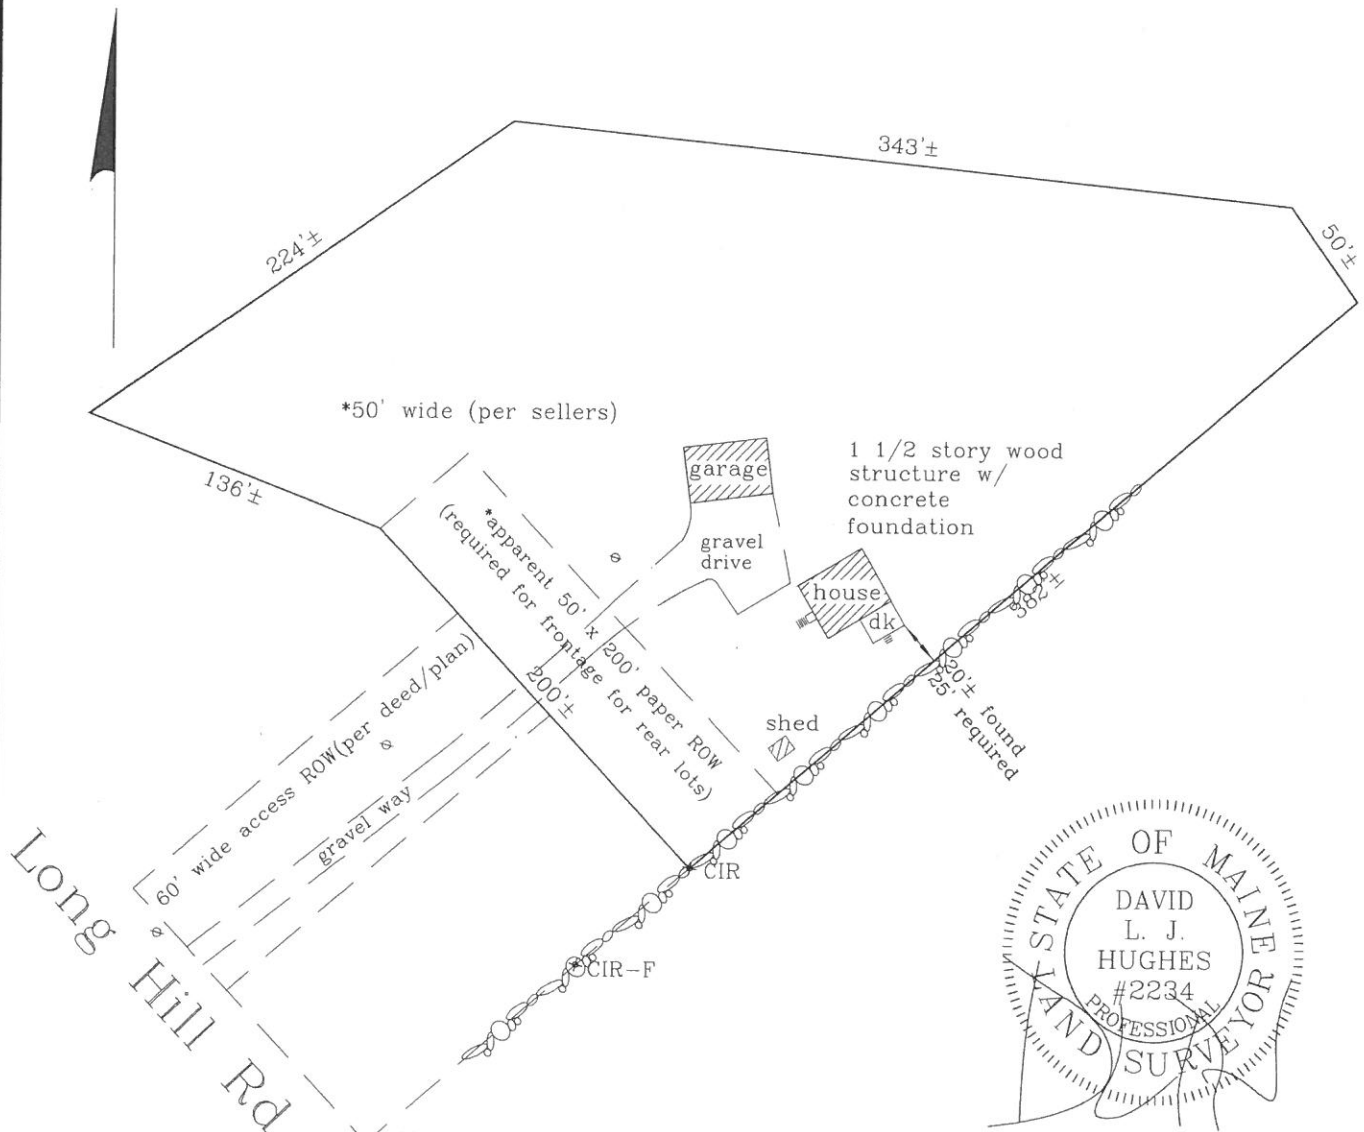 343'±
50'±
224'±
*50' wide (per sellers)
136'±
garage
1 1/2 story wood
structure w/
concrete
foundation
gravel
drive
*apparent 50' x 200' paper ROW
(required for frontage for rear lots)
house
dk
382'±
20'± found
25' required
200'±
shed
60' wide access ROW(per deed/plan)
gravel way
CIR
CIR-F
Long Hill Rd
STATE OF MAINE
DAVID
L. J.
HUGHES
#2234
PROFESSIONAL
LAND SURVEYOR